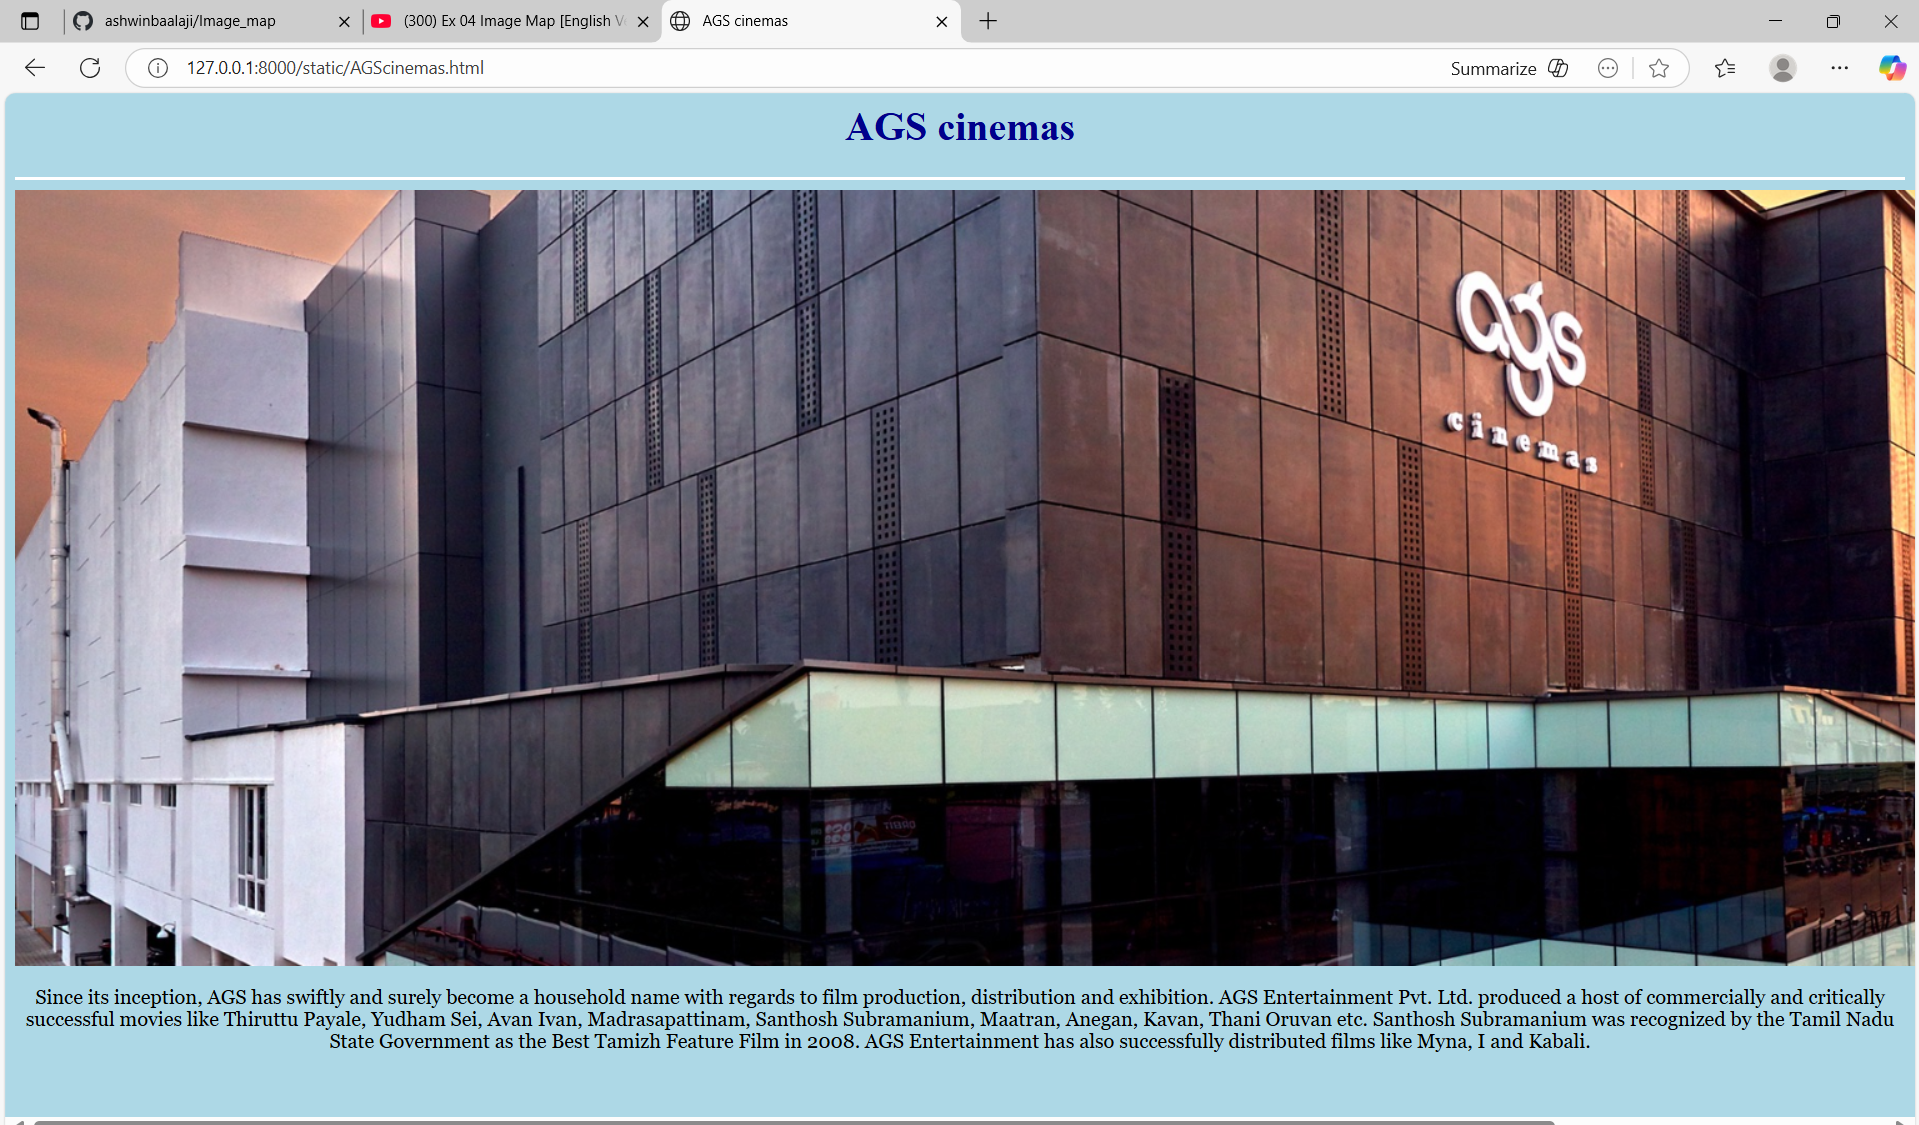 ashwinbaalaji/Image_map
(300) Ex 04 Image Map [English V
AGS cinemas
127.0.0.1:8000/static/AGScinemas.html
Summarize
AGS cinemas
ags
cinemas
Since its inception, AGS has swiftly and surely become a household name with regards to film production, distribution and exhibition. AGS Entertainment Pvt. Ltd. produced a host of commercially and critically
successful movies like Thiruttu Payale, Yudham Sei, Avan Ivan, Madrasapattinam, Santhosh Subramanium, Maatran, Anegan, Kavan, Thani Oruvan etc. Santhosh Subramanium was recognized by the Tamil Nadu
State Government as the Best Tamizh Feature Film in 2008. AGS Entertainment has also successfully distributed films like Myna, I and Kabali.